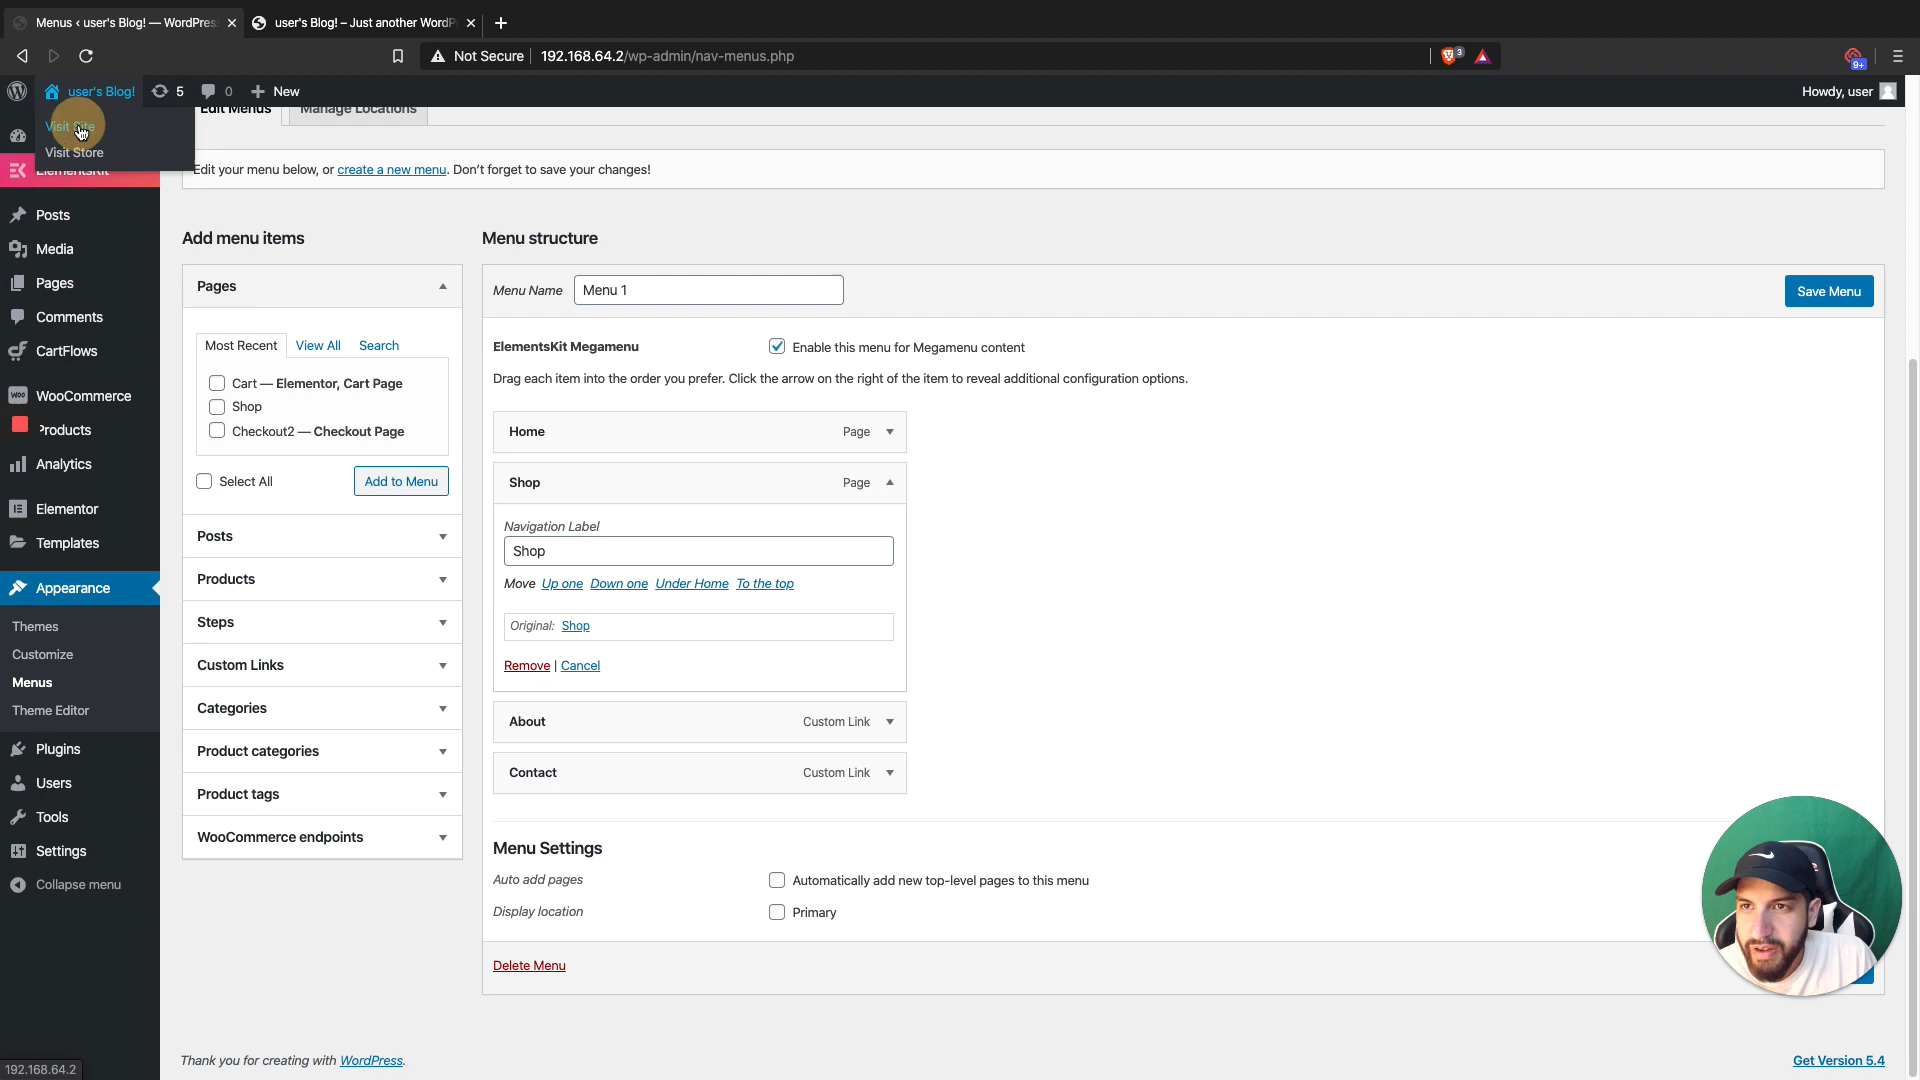 Menus < user's Blog! — WordPres
user's Blog! – Just another WordP
Not Secure
192.168.64.2/wp-admin/nav-menus.php
3
9+
user's Blog!
5
0
New
Howdy, user
Visit Site
Visit Store
Edit Menus
Manage Locations
ElementsKit
Edit your menu below, or create a new menu. Don't forget to save your changes!
Posts
Media
Pages
Comments
CartFlows
WooCommerce
Products
Analytics
Elementor
Templates
Appearance
Themes
Customize
Menus
Theme Editor
Plugins
Users
Tools
Settings
Collapse menu
192.168.64.2
Add menu items
Pages
Most Recent
View All
Search
Cart — Elementor, Cart Page
Shop
Checkout2 — Checkout Page
Select All
Add to Menu
Posts
Products
Steps
Custom Links
Categories
Product categories
Product tags
WooCommerce endpoints
Menu structure
Menu Name
Menu 1
Save Menu
ElementsKit Megamenu
Enable this menu for Megamenu content
Drag each item into the order you prefer. Click the arrow on the right of the item to reveal additional configuration options.
Home
Page
Shop
Page
Navigation Label
Shop
Move Up one Down one Under Home To the top
Original: Shop
Remove | Cancel
About
Custom Link
Contact
Custom Link
Menu Settings
Auto add pages
Automatically add new top-level pages to this menu
Display location
Primary
Delete Menu
Thank you for creating with WordPress.
Get Version 5.4